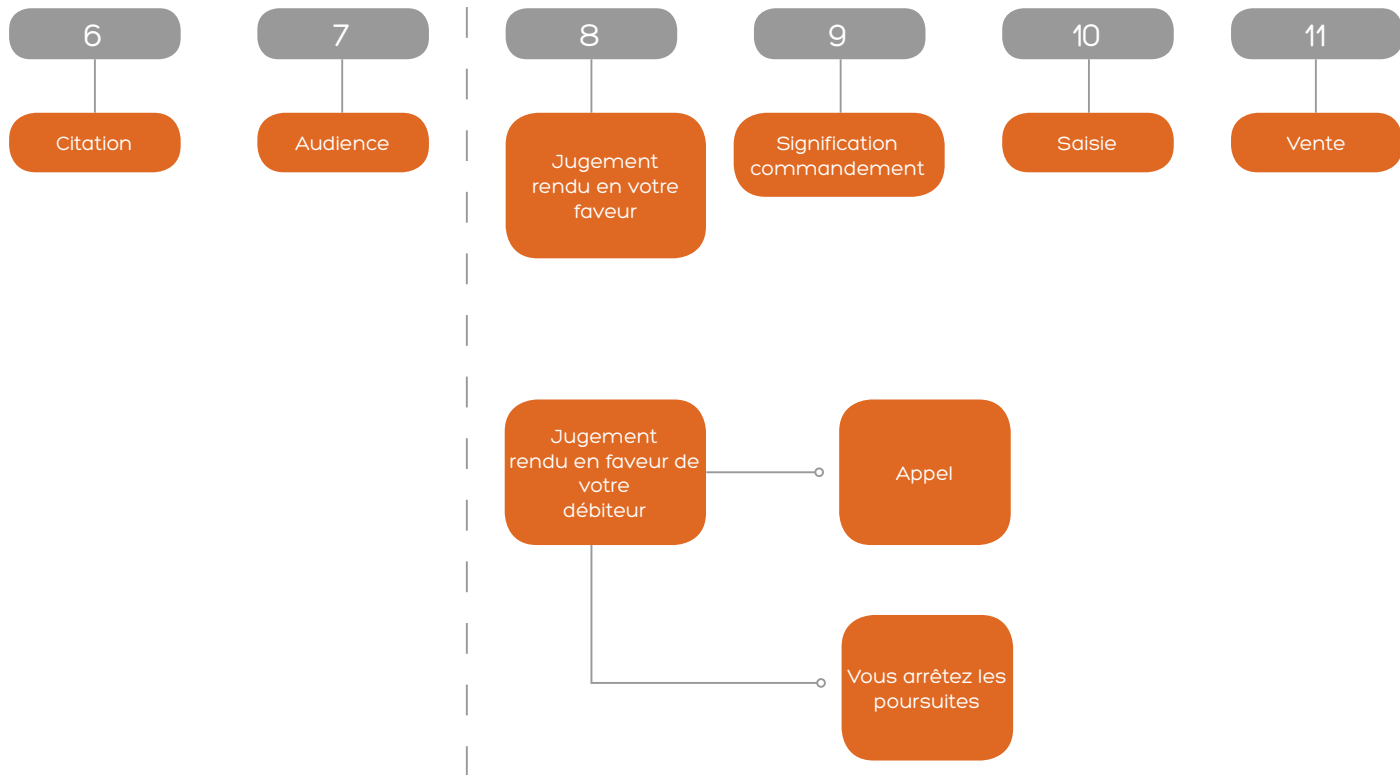 6
7
8
9
10
11
Citation
Audience
Jugement
rendu en votre
faveur
Signification
commandement
Saisie
Vente
Jugement
rendu en faveur de
votre
débiteur
Appel
Vous arrêtez les
poursuites